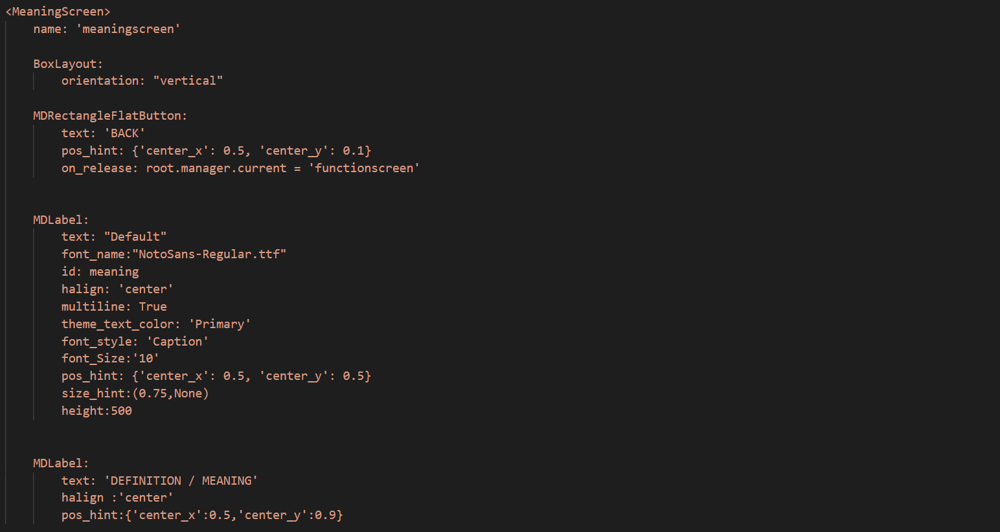 <MeaningScreen>
name: 'meaningscreen'
BoxLayout:
orientation: "vertical"
MDRectangleFlatButton:
text: 'BACK'
pos_hint: {'center_x': 0.5, 'center_y': 0.1}
on_release: root.manager.current = 'functionscreen'
MDLabel:
text: "Default"
font_name:"NotoSans-Regular.ttf"
id: meaning
halign: 'center'
multiline: True
theme_text_color: 'Primary'
font_style: 'Caption'
font_Size:'10'
pos_hint: {'center_x': 0.5, 'center_y': 0.5}
size_hint:(0.75,None)
height:500
MDLabel:
text: 'DEFINITION / MEANING'
halign :'center'
pos_hint:{'center_x':0.5,'center_y':0.9}